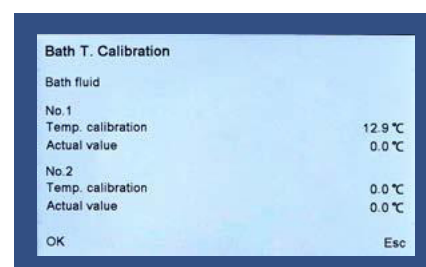 Bath T. Calibration
Bath fluid
No.1
Temp. calibration 12.9 ℃
Actual value 0.0 ℃
No.2
Temp. calibration 0.0 ℃
Actual value 0.0 ℃
OK Esc